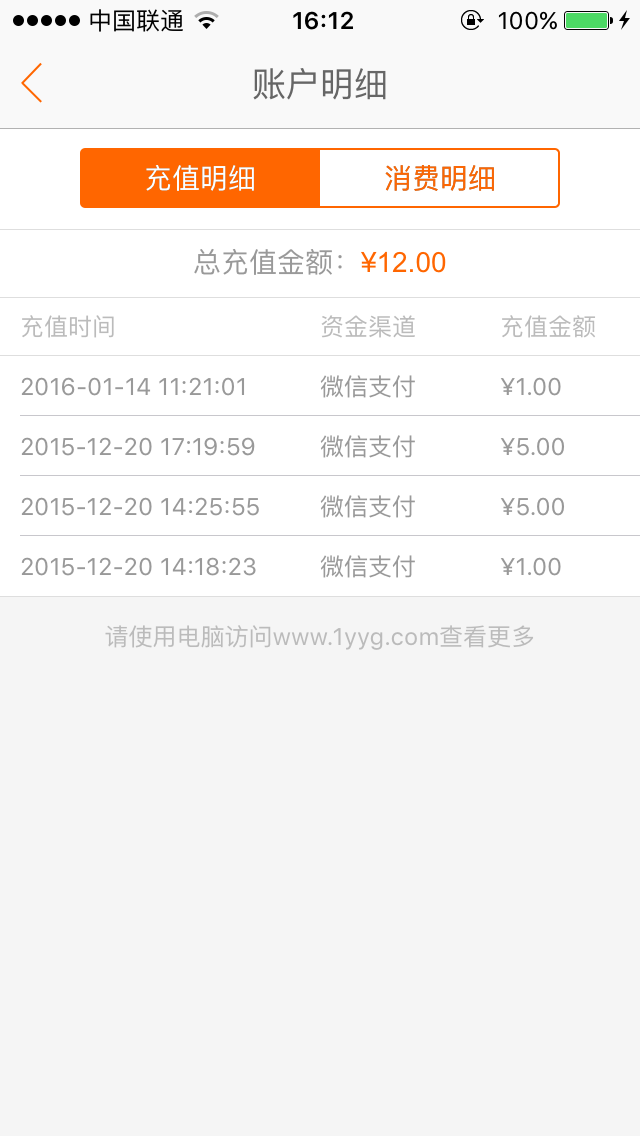 中国联通 16:12 100%
账户明细
充值明细 消费明细
总充值金额：¥12.00
充值时间 资金渠道 充值金额
2016-01-14 11:21:01 微信支付 ¥1.00
2015-12-20 17:19:59 微信支付 ¥5.00
2015-12-20 14:25:55 微信支付 ¥5.00
2015-12-20 14:18:23 微信支付 ¥1.00
请使用电脑访问www.1yyg.com查看更多